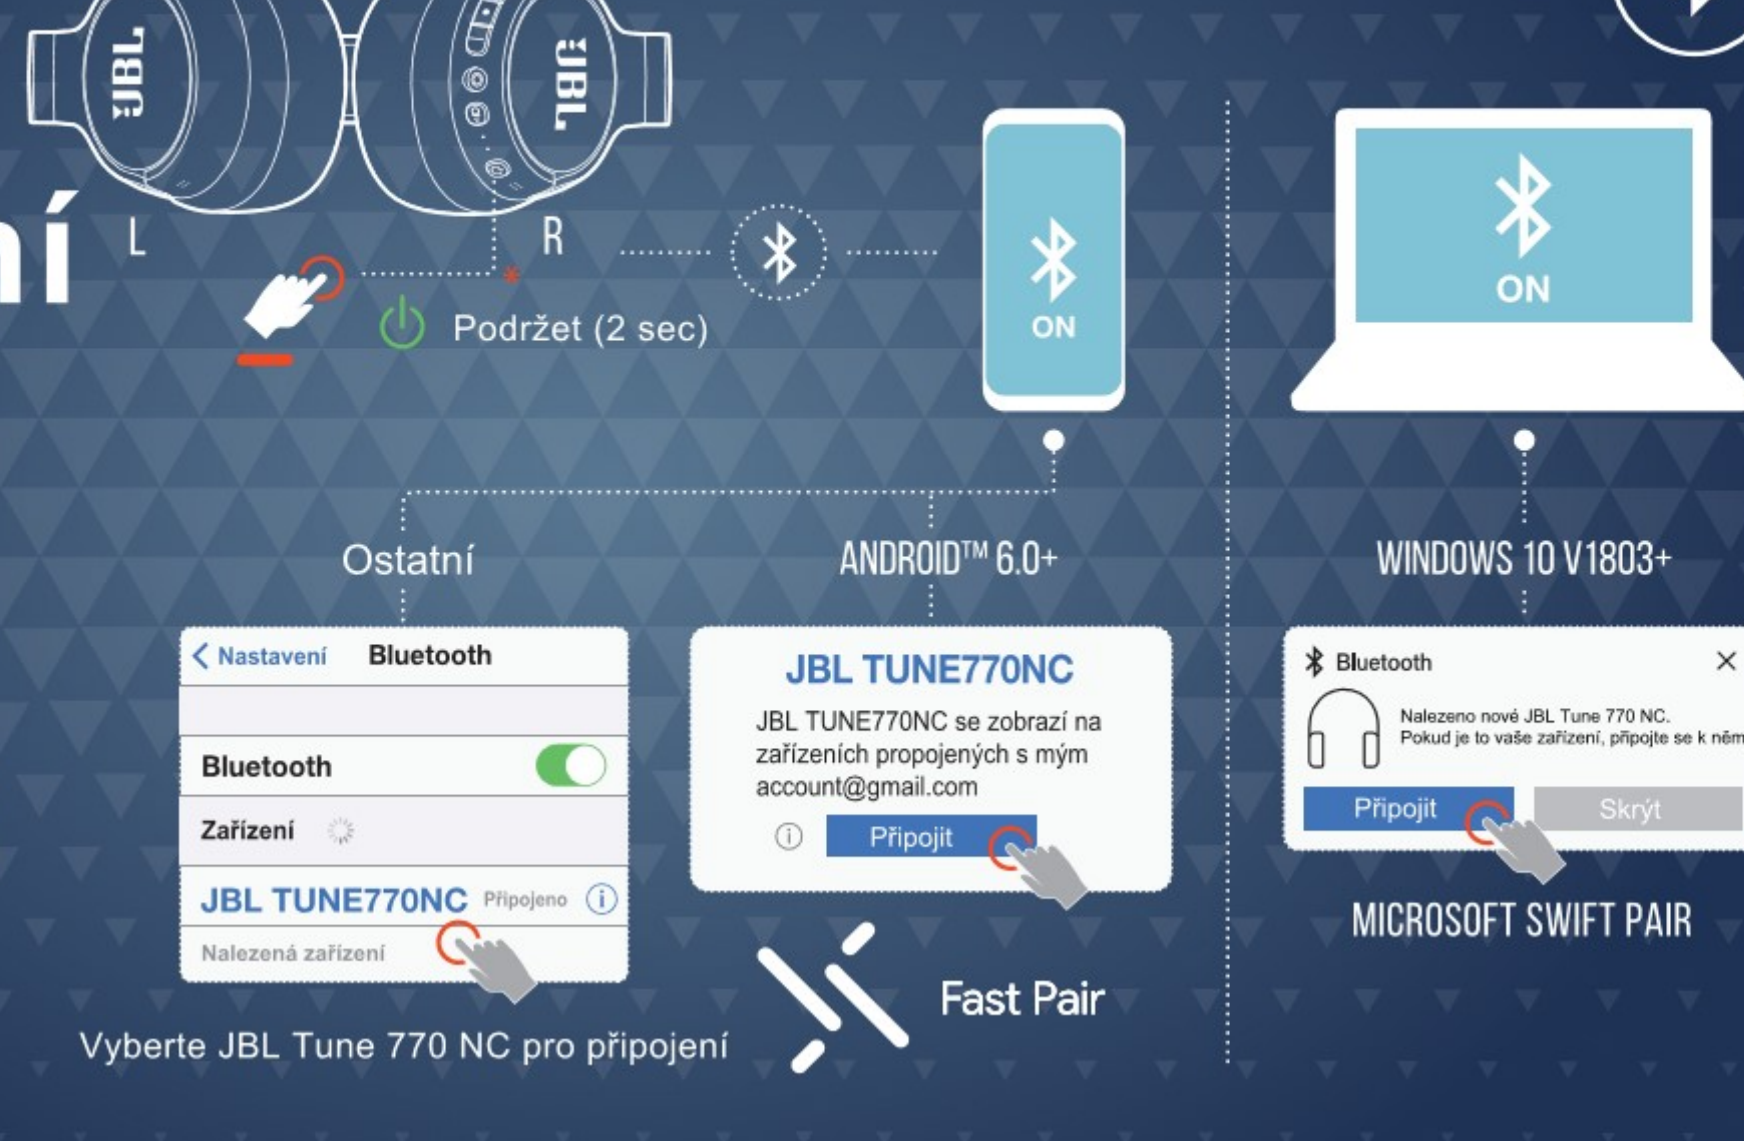 JBL
JBL
ní
L
R
*
Podržet (2 sec)
ON
ON
Ostatní
ANDROID™ 6.0+
WINDOWS 10 V1803+
Nastavení Bluetooth
Bluetooth
Zařízení
JBL TUNE770NC Připojeno i
Nalezená zařízení
Vyberte JBL Tune 770 NC pro připojení
JBL TUNE770NC
JBL TUNE770NC se zobrazí na
zařízeních propojených s mým
account@gmail.com
i Připojit
Fast Pair
Bluetooth
Nalezeno nové JBL Tune 770 NC.
Pokud je to vaše zařízení, připojte se k něm
Připojit Skrýt
MICROSOFT SWIFT PAIR